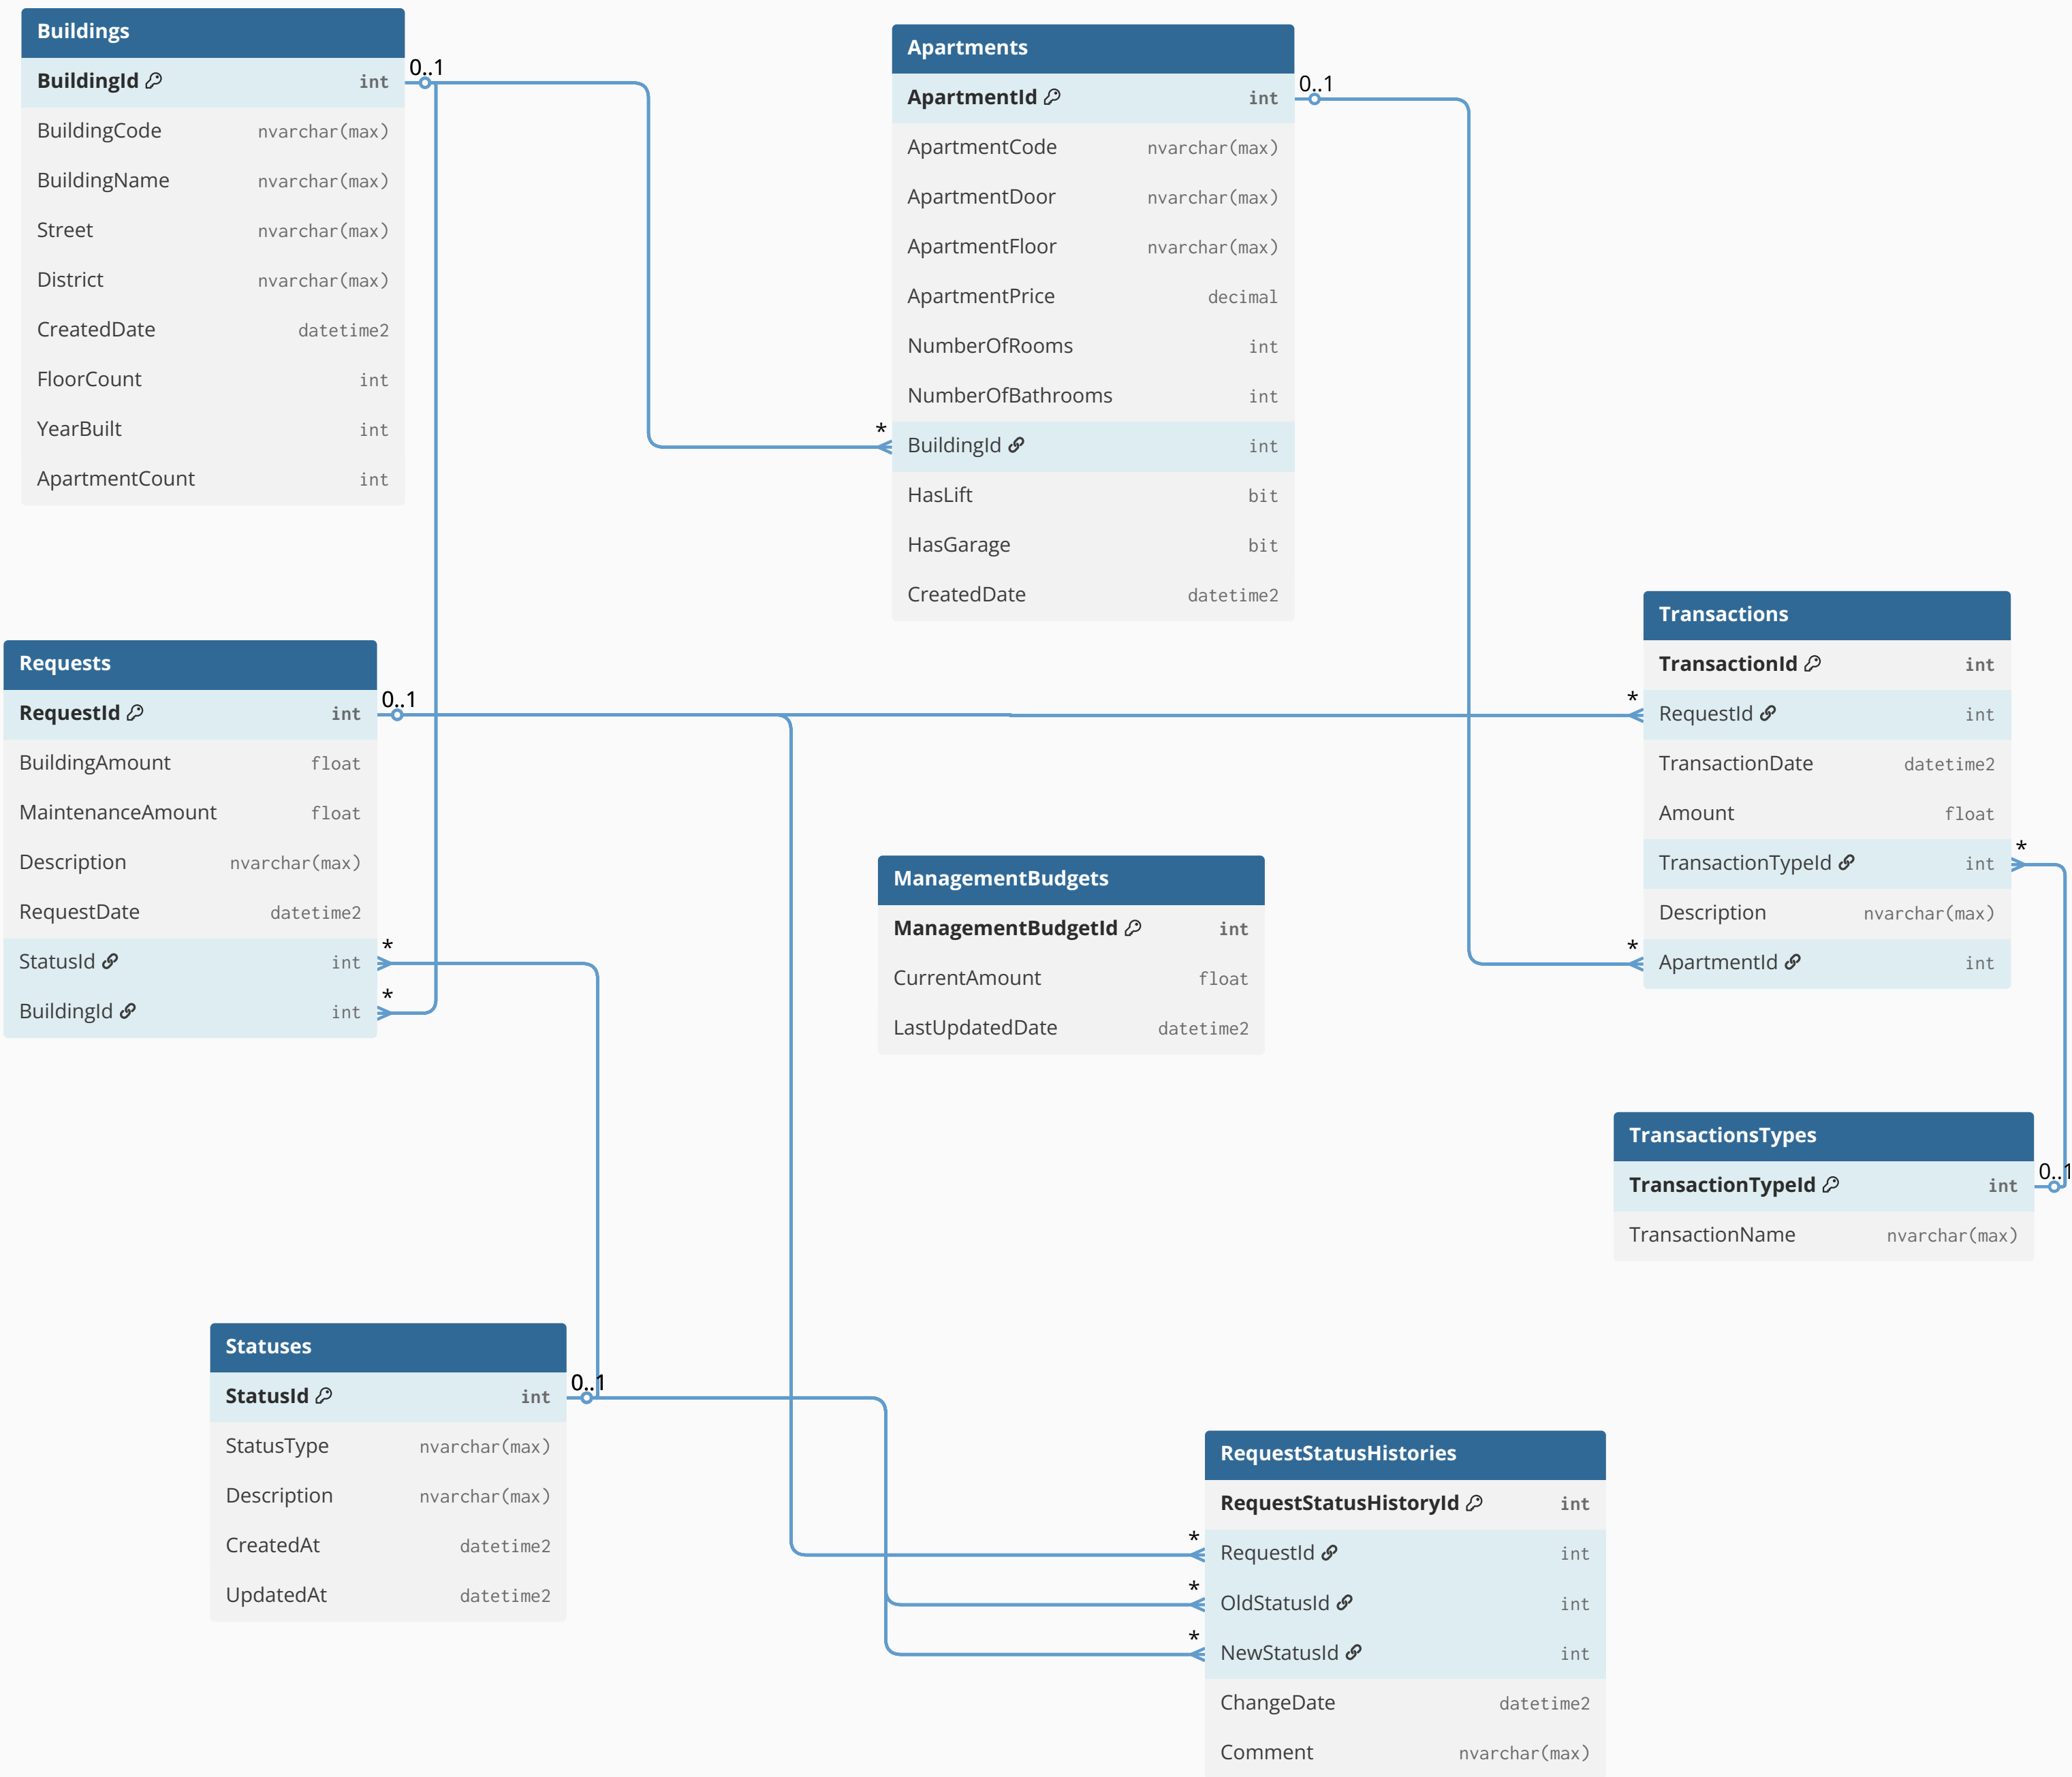 Buildings
BuildingId int
BuildingCode nvarchar(max)
BuildingName nvarchar(max)
Street nvarchar(max)
District nvarchar(max)
CreatedDate datetime2
FloorCount int
YearBuilt int
ApartmentCount int
0..1
Apartments
ApartmentId int
ApartmentCode nvarchar(max)
ApartmentDoor nvarchar(max)
ApartmentFloor nvarchar(max)
ApartmentPrice decimal
NumberOfRooms int
NumberOfBathrooms int
* BuildingId int
HasLift bit
HasGarage bit
CreatedDate datetime2
0..1
Requests
RequestId int
BuildingAmount float
MaintenanceAmount float
Description nvarchar(max)
RequestDate datetime2
StatusId int *
BuildingId int *
0..1
Transactions
TransactionId int
* RequestId int
TransactionDate datetime2
Amount float
TransactionTypeId int *
Description nvarchar(max)
* ApartmentId int
ManagementBudgets
ManagementBudgetId int
CurrentAmount float
LastUpdatedDate datetime2
TransactionsTypes
TransactionTypeId int
TransactionName nvarchar(max)
0..1
Statuses
StatusId int
StatusType nvarchar(max)
Description nvarchar(max)
CreatedAt datetime2
UpdatedAt datetime2
0..1
RequestStatusHistories
RequestStatusHistoryId int
* RequestId int
* OldStatusId int
* NewStatusId int
ChangeDate datetime2
Comment nvarchar(max)